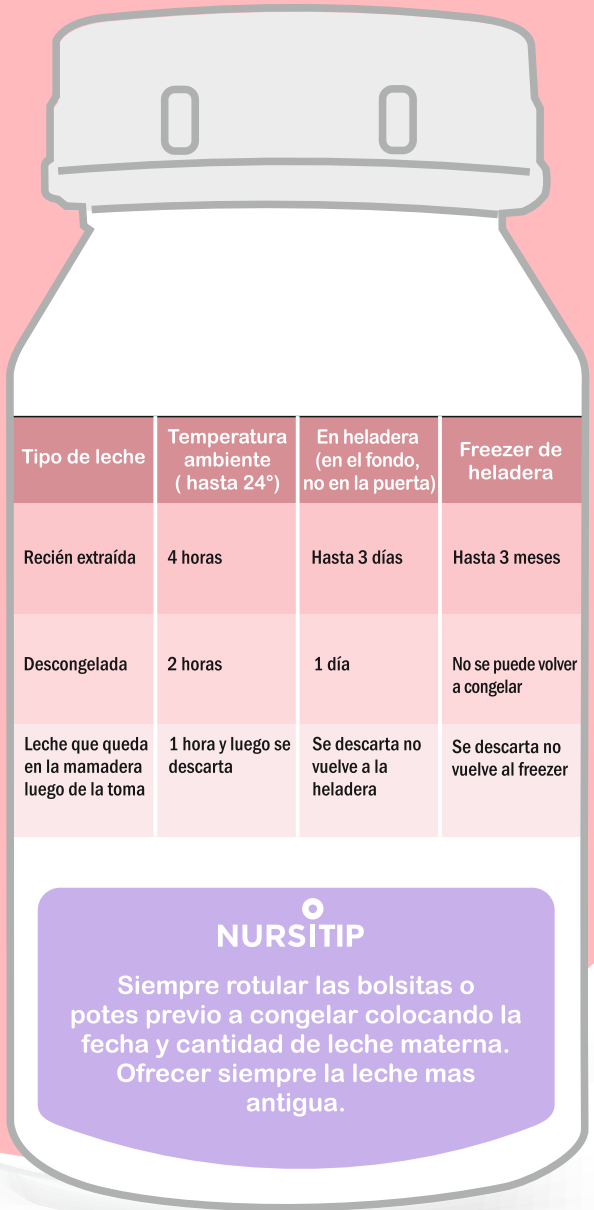 Tipo de leche
Temperatura
ambiente
( hasta 24°)
En heladera
(en el fondo,
no en la puerta)
Freezer de
heladera
Recién extraída
4 horas
Hasta 3 días
Hasta 3 meses
Descongelada
2 horas
1 día
No se puede volver
a congelar
Leche que queda
en la mamadera
luego de la toma
1 hora y luego se
descarta
Se descarta no
vuelve a la
heladera
Se descarta no
vuelve al freezer
NURSITIP
Siempre rotular las bolsitas o
potes previo a congelar colocando la
fecha y cantidad de leche materna.
Ofrecer siempre la leche mas
antigua.